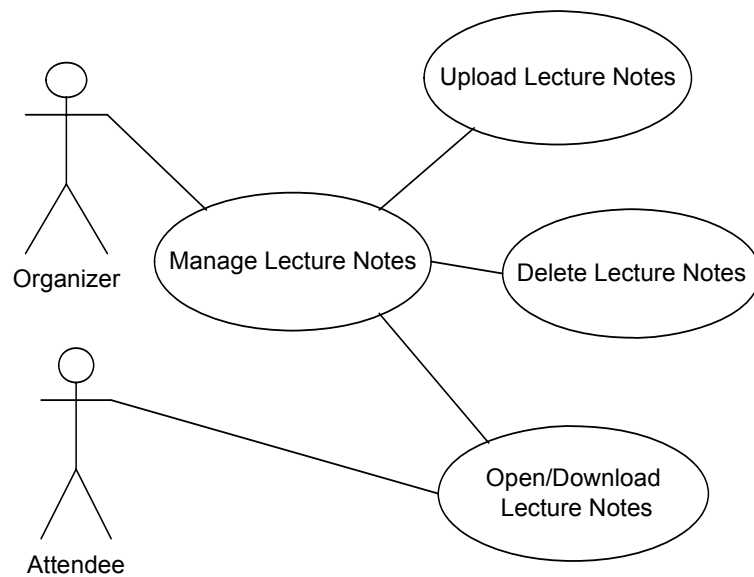 Upload Lecture Notes
Organizer
Manage Lecture Notes
Delete Lecture Notes
Attendee
Open/Download
Lecture Notes